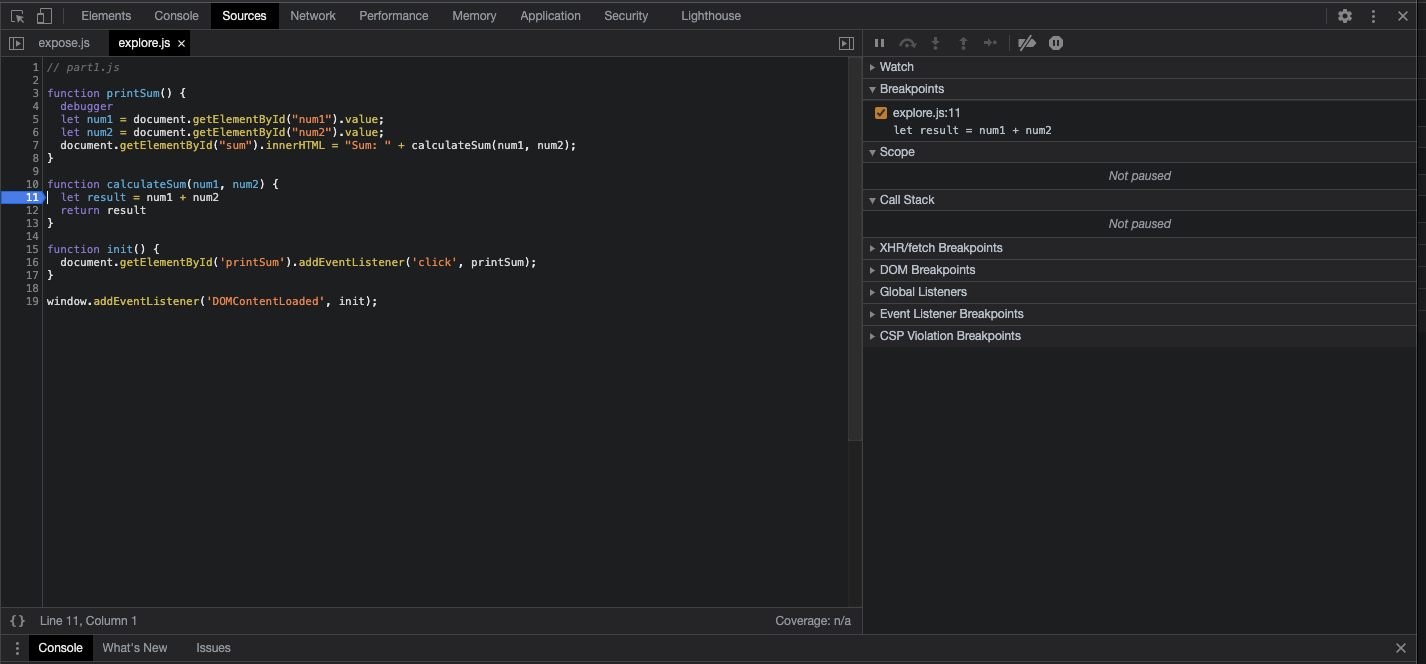 Elements Console Sources Network Performance Memory Application Security Lighthouse
expose.js explore.js ×
1 // part1.js
2
3 function printSum() {
4   debugger
5   let num1 = document.getElementById("num1").value;
6   let num2 = document.getElementById("num2").value;
7   document.getElementById("sum").innerHTML = "Sum: " + calculateSum(num1, num2);
8 }
9
10 function calculateSum(num1, num2) {
11   let result = num1 + num2
12   return result
13 }
14
15 function init() {
16   document.getElementById('printSum').addEventListener('click', printSum);
17 }
18
19 window.addEventListener('DOMContentLoaded', init);
{} Line 11, Column 1 Coverage: n/a
Watch
Breakpoints
explore.js:11
let result = num1 + num2
Scope
Not paused
Call Stack
Not paused
XHR/fetch Breakpoints
DOM Breakpoints
Global Listeners
Event Listener Breakpoints
CSP Violation Breakpoints
Console What's New Issues